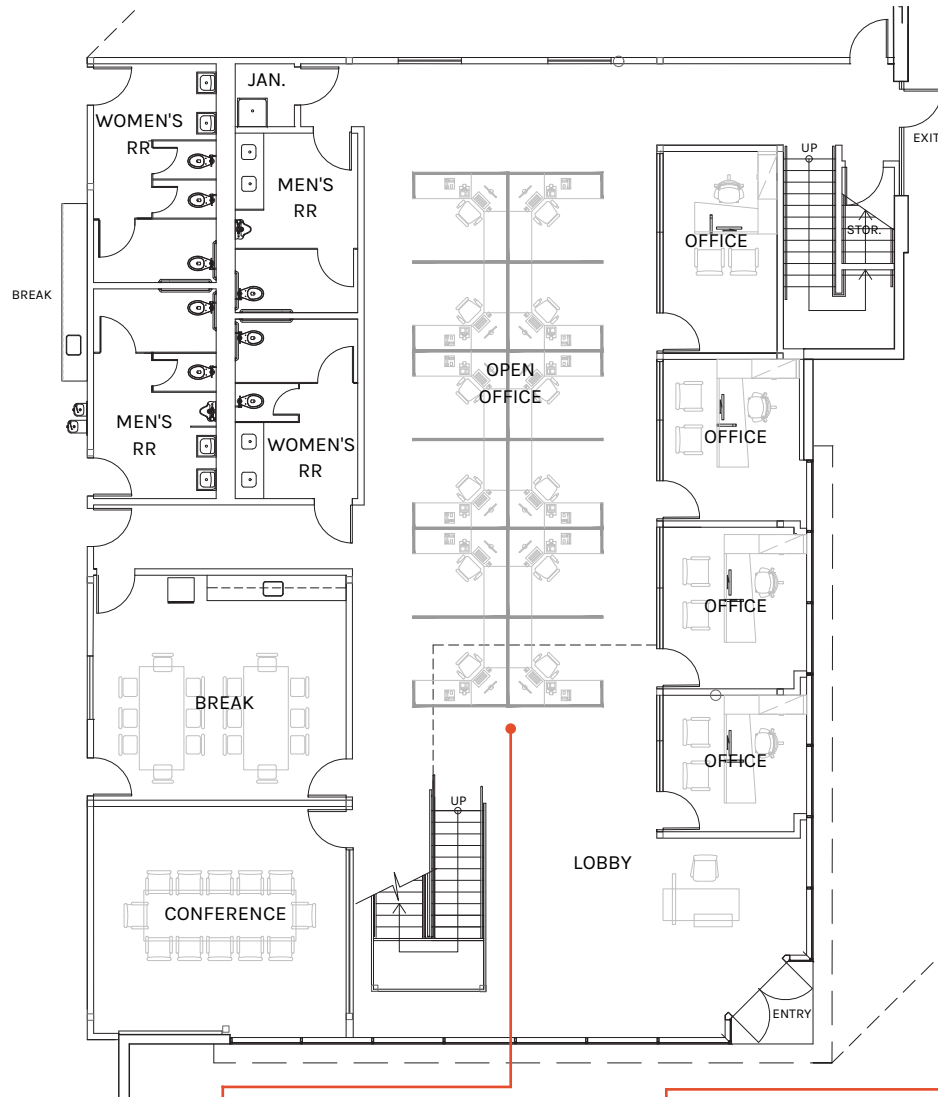 JAN.
WOMEN'S
RR
EXIT
UP
MEN'S
RR
STOR.
OFFICE
BREAK
OPEN
OFFICE
MEN'S
RR
WOMEN'S
RR
OFFICE
OFFICE
BREAK
OFFICE
UP
LOBBY
CONFERENCE
ENTRY